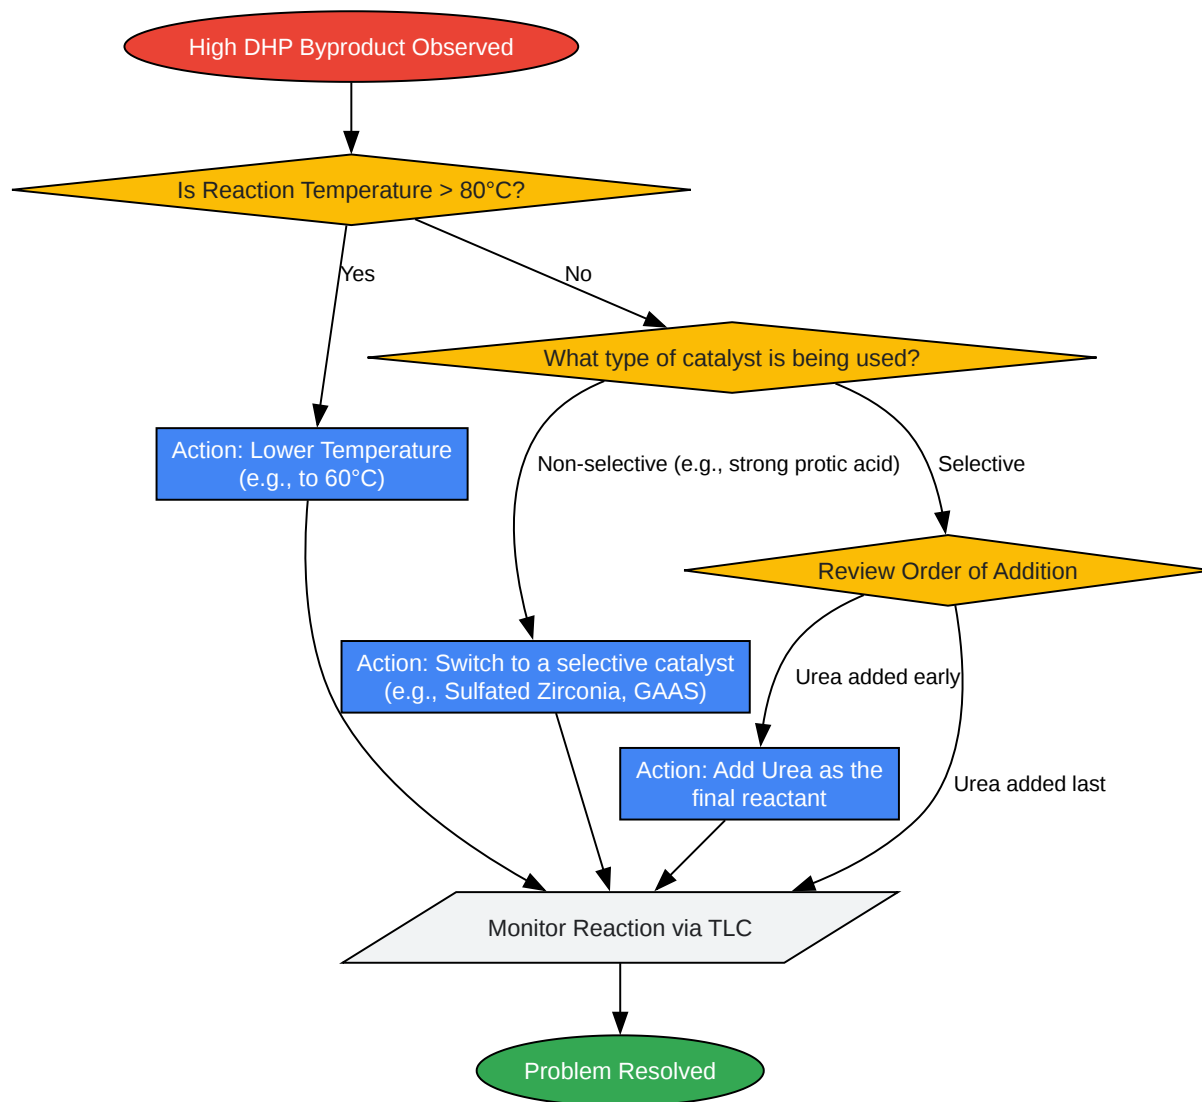 High DHP Byproduct Observed
Is Reaction Temperature > 80°C?
Yes
No
What type of catalyst is being used?
Action: Lower Temperature
(e.g., to 60°C)
Non-selective (e.g., strong protic acid)
Selective
Review Order of Addition
Action: Switch to a selective catalyst
(e.g., Sulfated Zirconia, GAAS)
Urea added early
Action: Add Urea as the
final reactant
Urea added last
Monitor Reaction via TLC
Problem Resolved